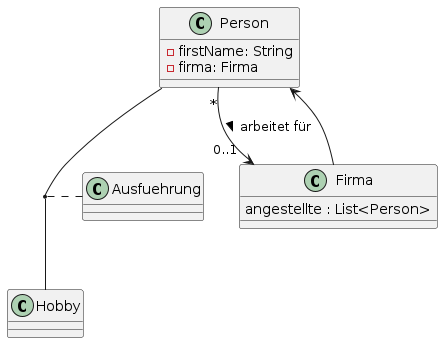 C Person
firstName: String
firma: Firma
*
arbeitet für
0..1
C Ausfuehrung
C Firma
angestellte : List<Person>
C Hobby